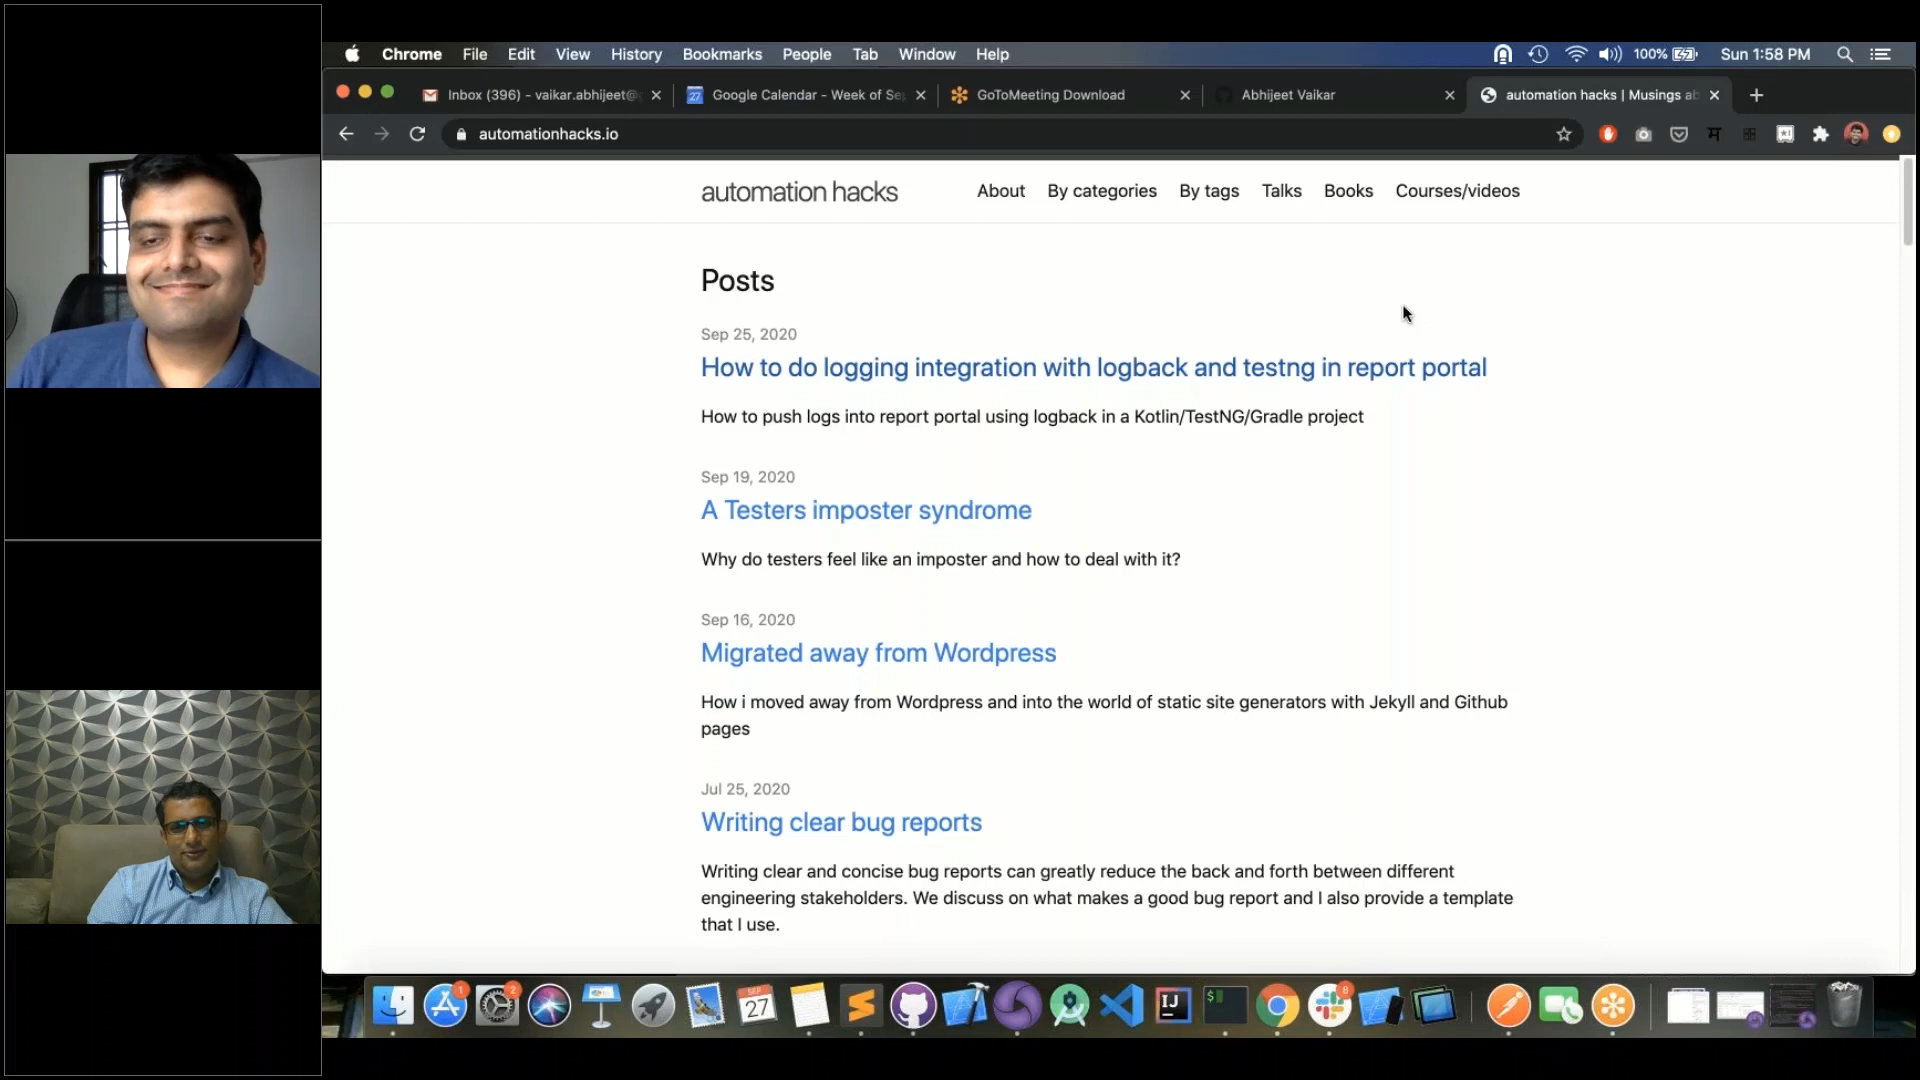 Chrome File Edit View History Bookmarks People Tab Window Help 100% Sun 1:58 PM
Inbox (396) - vaikar.abhijeet@ 27 Google Calendar - Week of Se GoToMeeting Download Abhijeet Vaikar automation hacks | Musings ab
automationhacks.io
automation hacks About By categories By tags Talks Books Courses/videos
Posts
Sep 25, 2020
How to do logging integration with logback and testng in report portal
How to push logs into report portal using logback in a Kotlin/TestNG/Gradle project
Sep 19, 2020
A Testers imposter syndrome
Why do testers feel like an imposter and how to deal with it?
Sep 16, 2020
Migrated away from Wordpress
How i moved away from Wordpress and into the world of static site generators with Jekyll and Github
pages
Jul 25, 2020
Writing clear bug reports
Writing clear and concise bug reports can greatly reduce the back and forth between different
engineering stakeholders. We discuss on what makes a good bug report and I also provide a template
that I use.
1 2 SEP 27 IJ $ 8